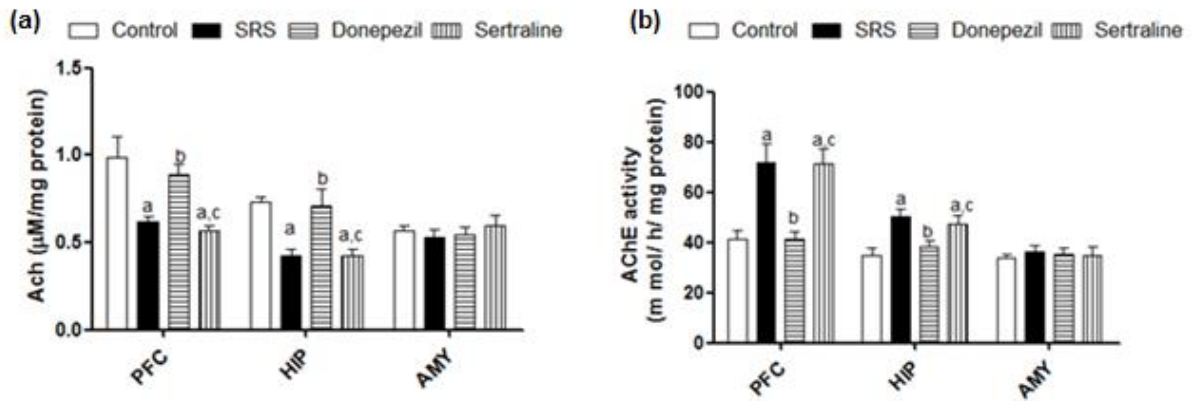 (a)
Control SRS Donepezil Sertraline
Ach (μM/mg protein)
1.5
1.0
0.5
0.0
a
b
a,c
a
b
a,c
PFC
HIP
AMY
(b)
Control SRS Donepezil Sertraline
AChE activity
(m mol/ h/ mg protein)
100
80
60
40
20
0
a
b
a,c
a
b
a,c
PFC
HIP
AMY